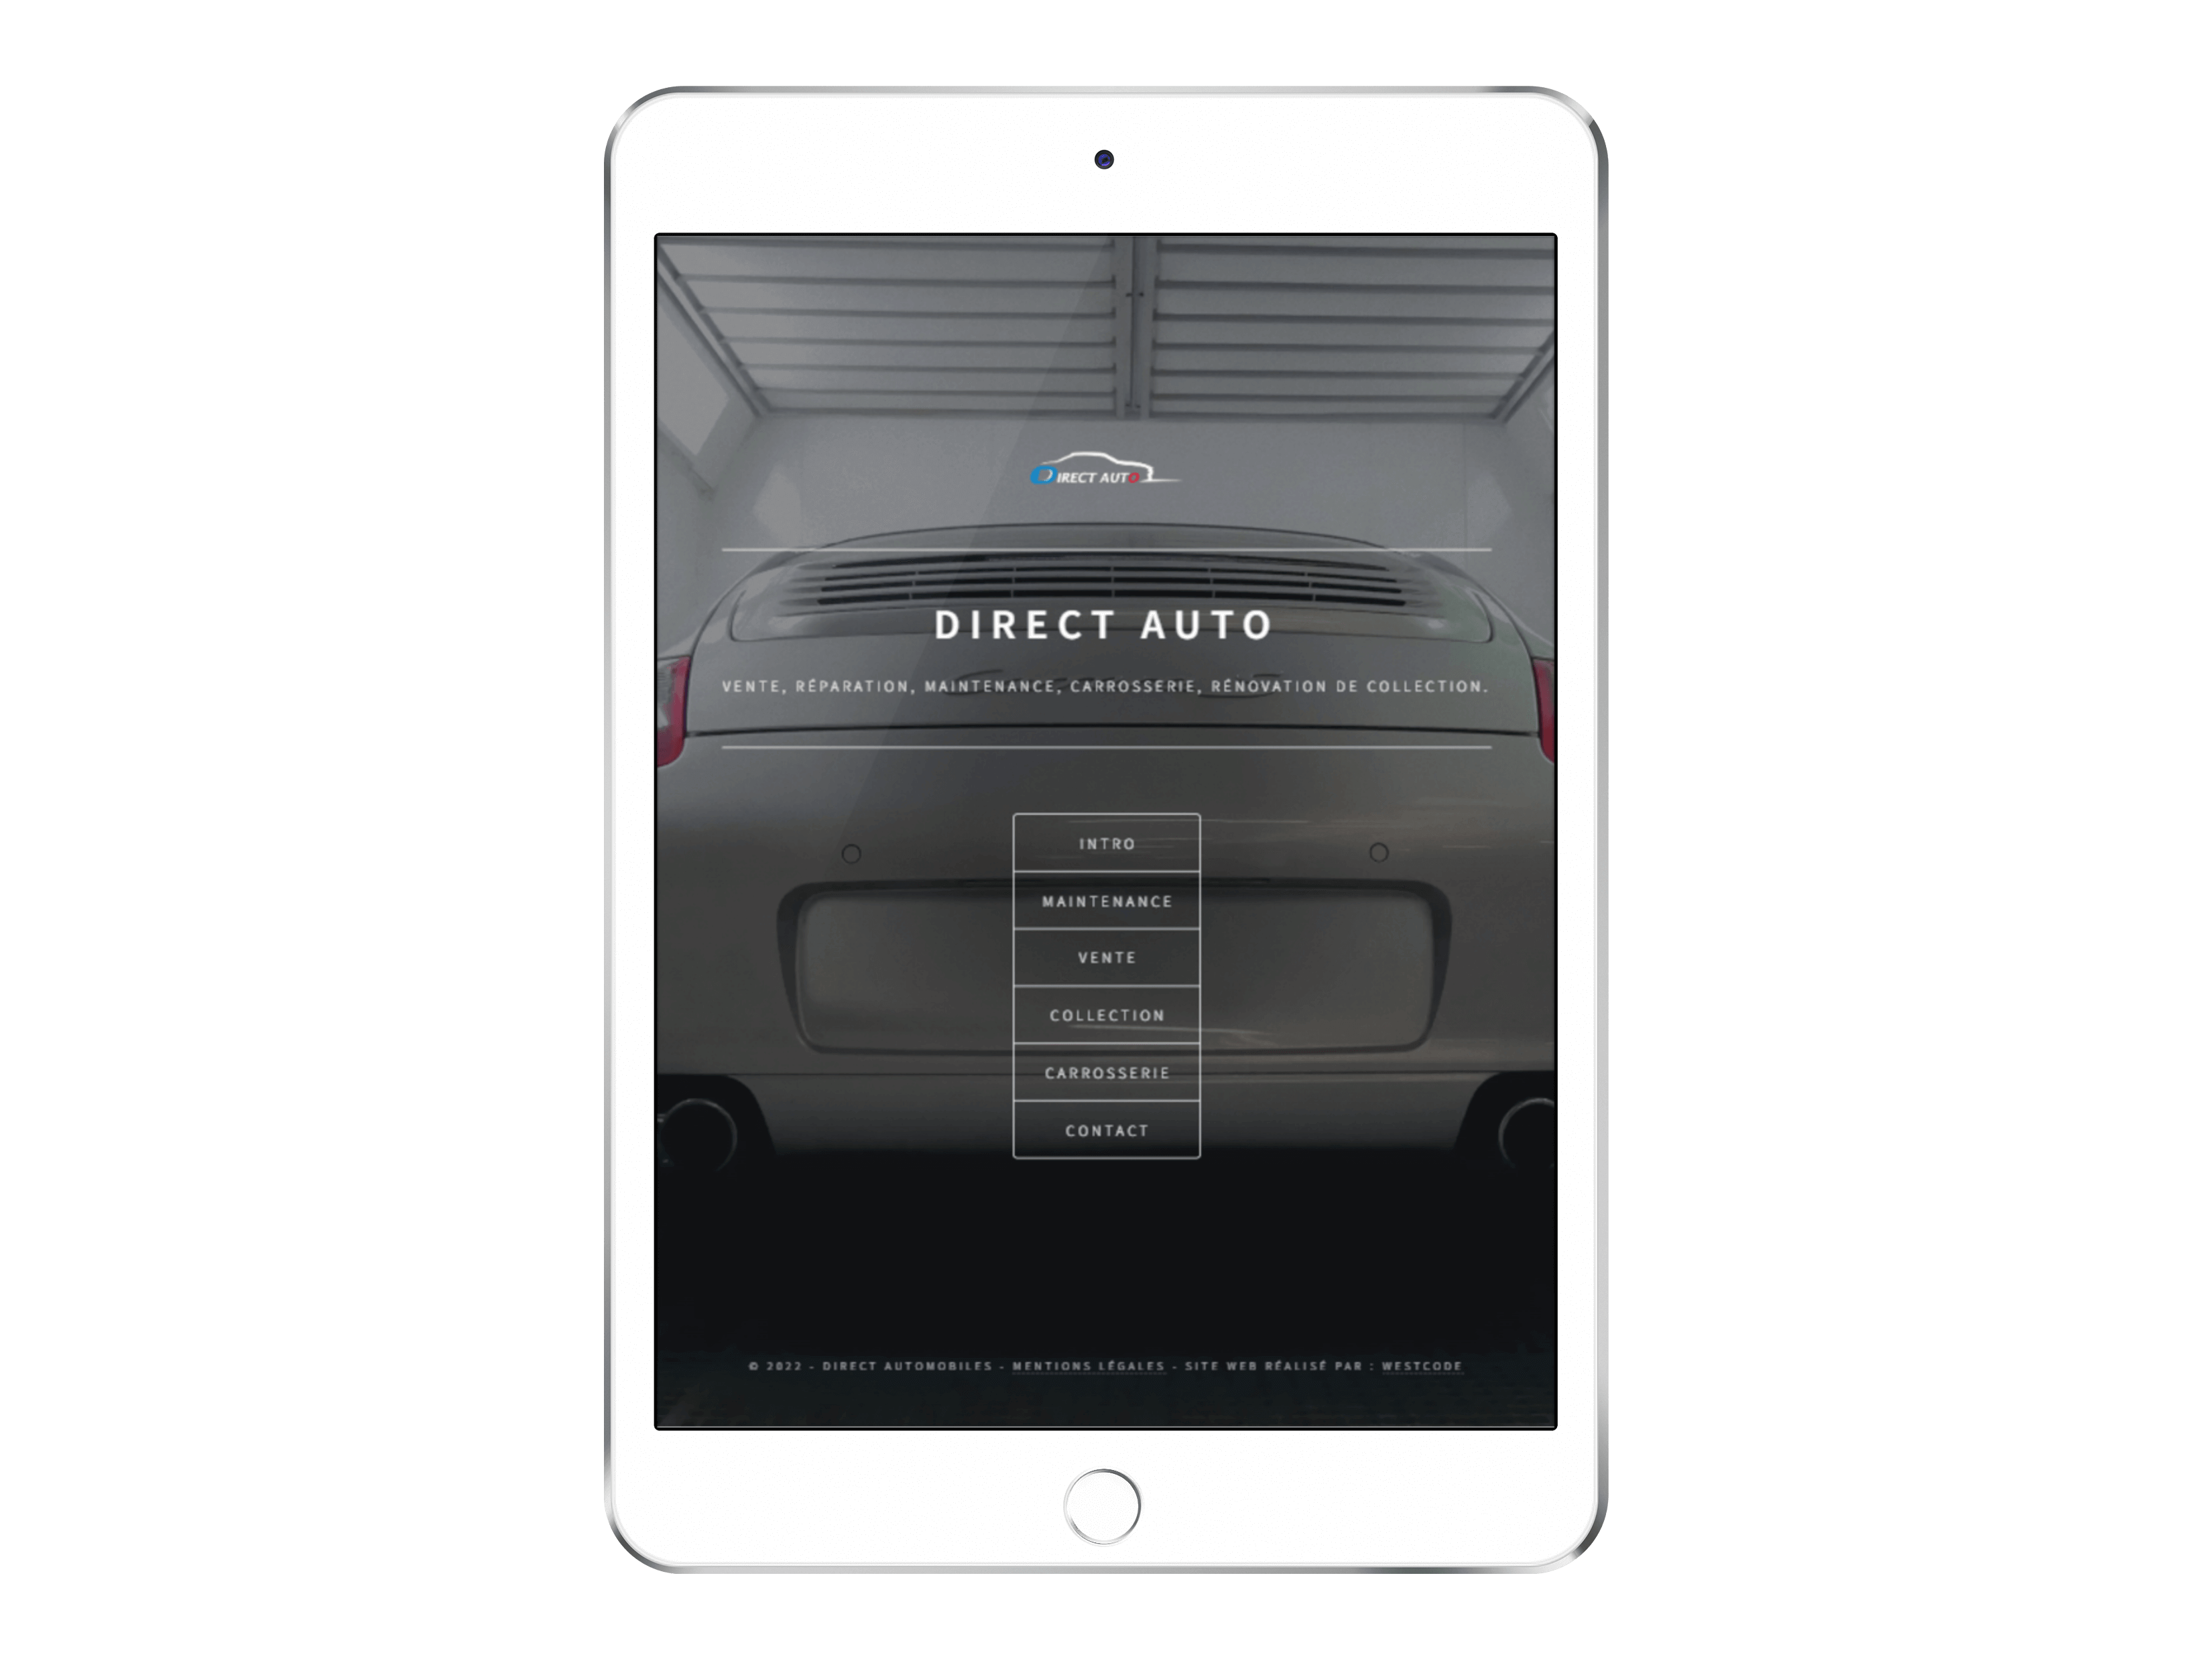 DIRECT AUTO
DIRECT AUTO
VENTE, RÉPARATION, MAINTENANCE, CARROSSERIE, RÉNOVATION DE COLLECTION.
INTRO
MAINTENANCE
VENTE
COLLECTION
CARROSSERIE
CONTACT
© 2022 - DIRECT AUTOMOBILES - MENTIONS LÉGALES - SITE WEB RÉALISÉ PAR : WESTCODE